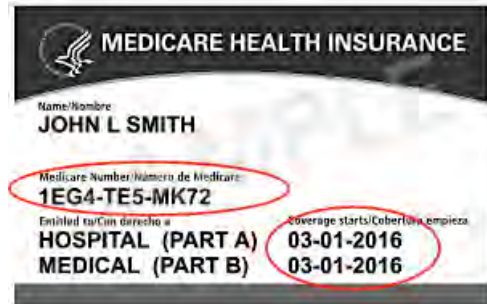 MEDICARE HEALTH INSURANCE
Name/Nombre
JOHN L SMITH
Medicare Number/Número de Medicare
1EG4-TE5-MK72
Entitled to/Con derecho a Coverage starts/Cobertura empieza
HOSPITAL (PART A) 03-01-2016
MEDICAL (PART B) 03-01-2016